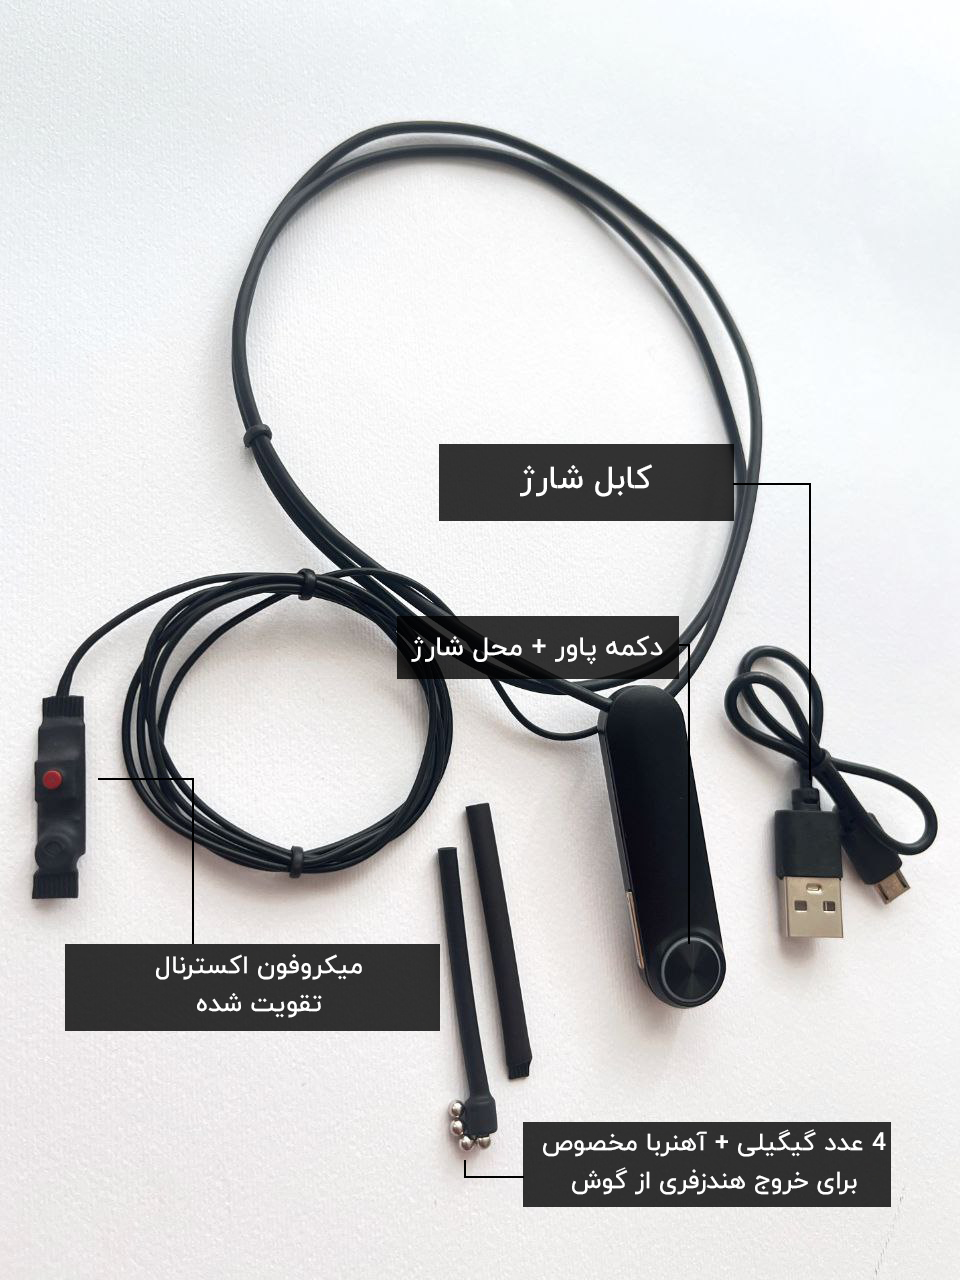 کابل شارژ
دکمه پاور + محل شارژ
میکروفون اکسترنال
تقویت شده
4 عدد گیگیلی + آهنربا مخصوص
برای خروج هندزفری از گوش